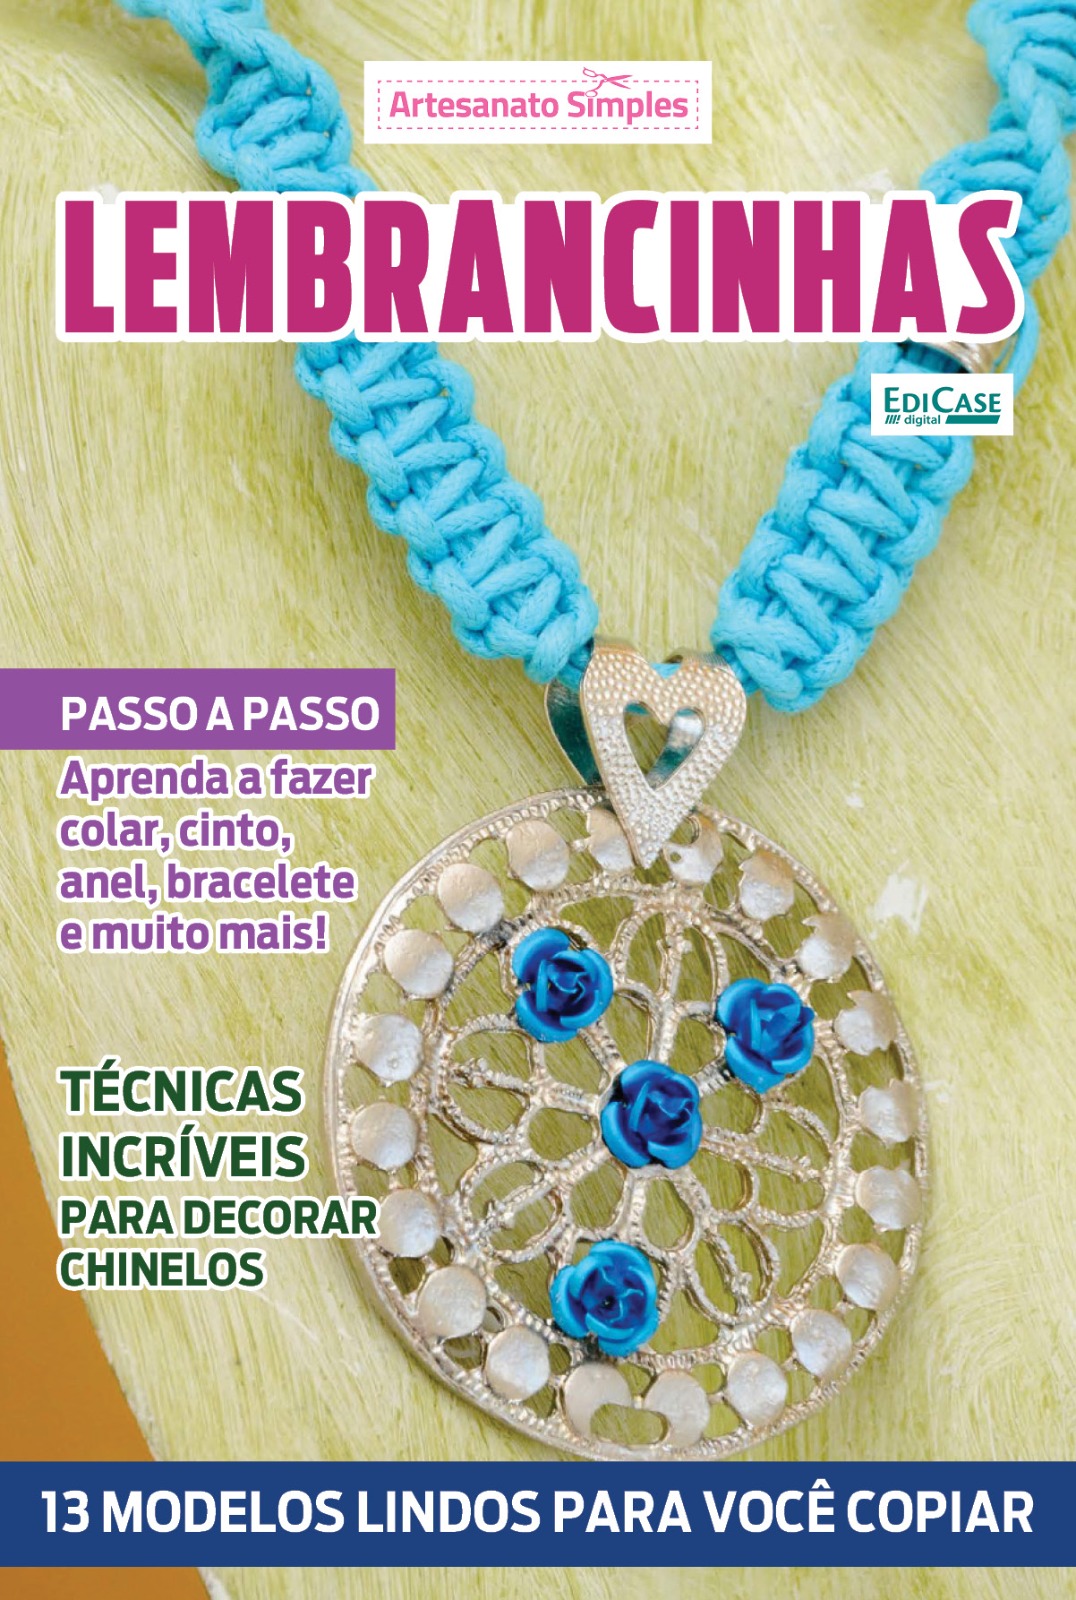 Artesanato Simples
LEMBRANCINHAS
EDICASE
digital
PASSO A PASSO
Aprenda a fazer
colar, cinto,
anel, bracelete
e muito mais!
TÉCNICAS
INCRÍVEIS
PARA DECORAR
CHINELOS
13 MODELOS LINDOS PARA VOCÊ COPIAR